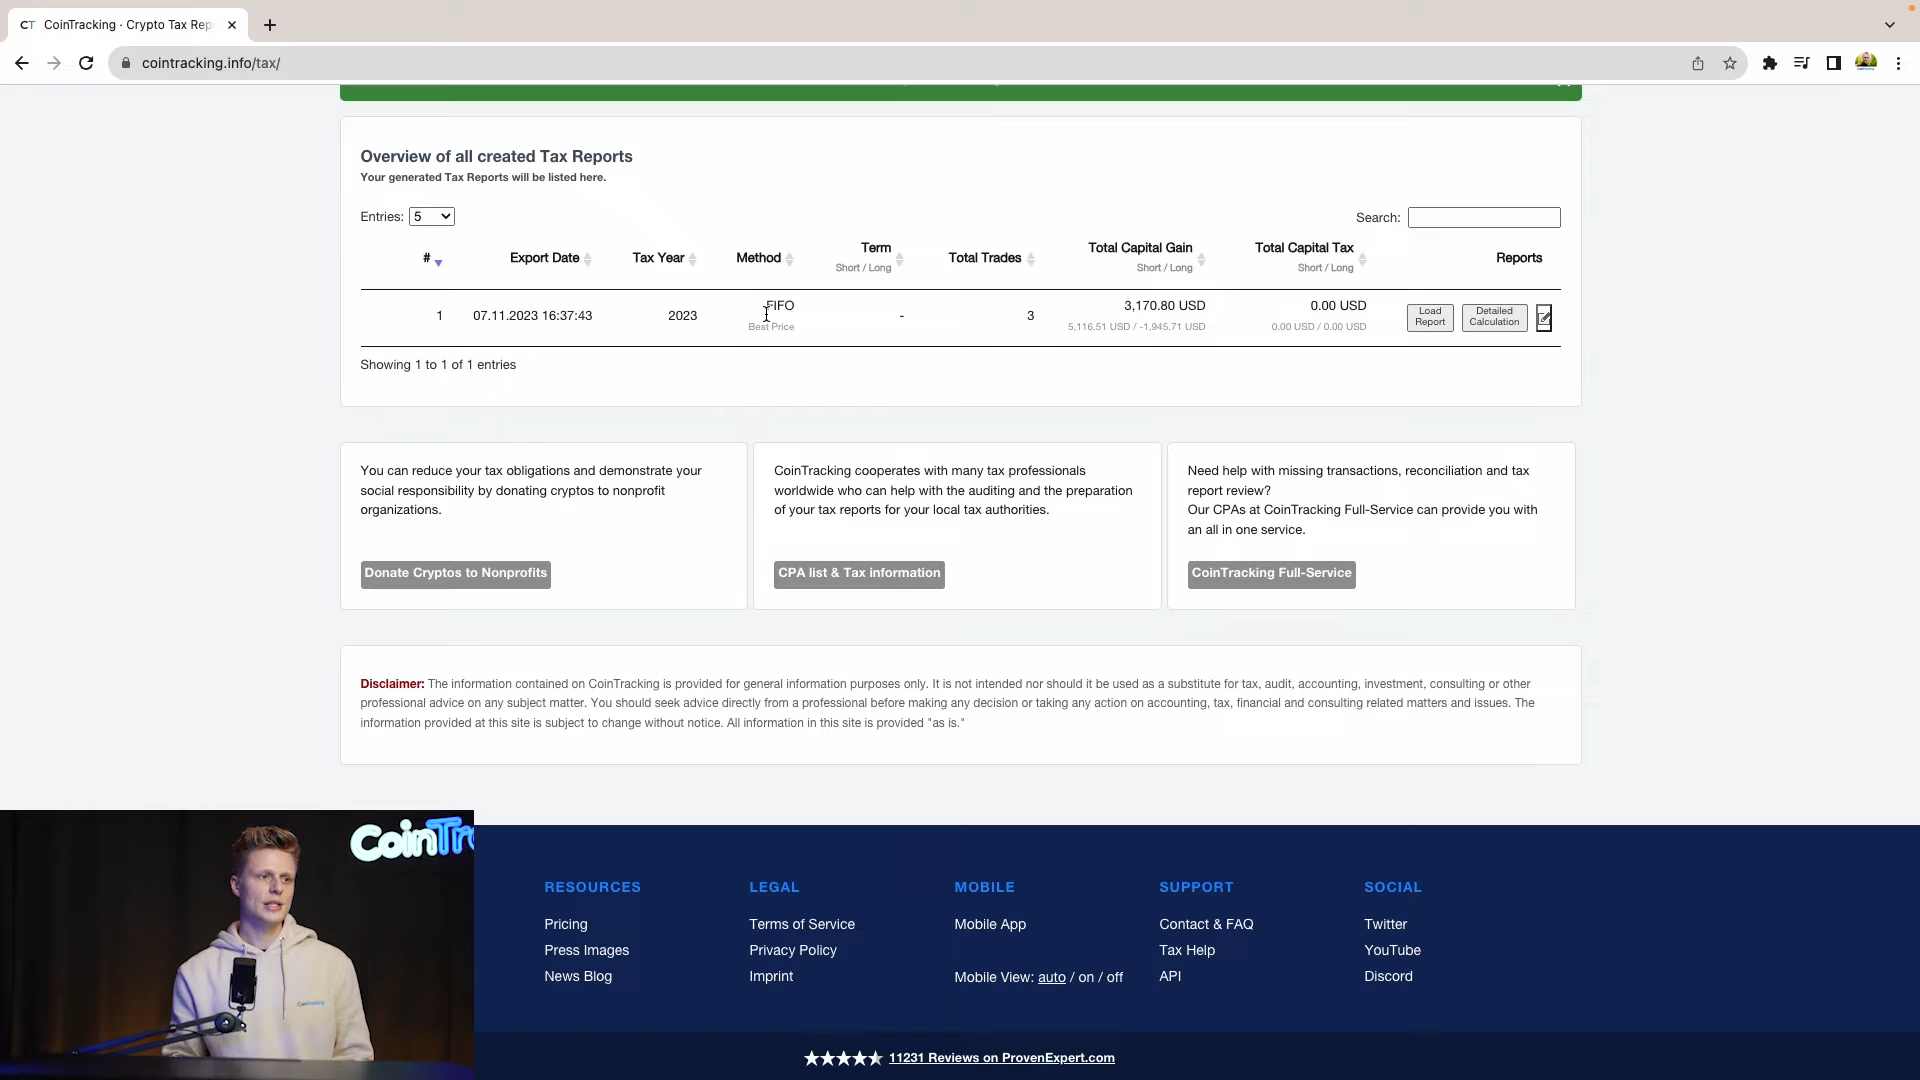 CT CoinTracking · Crypto Tax Rep
cointracking.info/tax/
Overview of all created Tax Reports
Your generated Tax Reports will be listed here.
Entries: 5
Search:
# Export Date Tax Year Method Term Total Trades Total Capital Gain Total Capital Tax Reports
Short / Long Short / Long Short / Long
1 07.11.2023 16:37:43 2023 FIFO - 3 3,170.80 USD 0.00 USD Load Report Detailed Calculation
Best Price 5,116.51 USD / -1,945.71 USD 0.00 USD / 0.00 USD
Showing 1 to 1 of 1 entries
You can reduce your tax obligations and demonstrate your
social responsibility by donating cryptos to nonprofit
organizations.
Donate Cryptos to Nonprofits
CoinTracking cooperates with many tax professionals
worldwide who can help with the auditing and the preparation
of your tax reports for your local tax authorities.
CPA list & Tax information
Need help with missing transactions, reconciliation and tax
report review?
Our CPAs at CoinTracking Full-Service can provide you with
an all in one service.
CoinTracking Full-Service
Disclaimer: The information contained on CoinTracking is provided for general information purposes only. It is not intended nor should it be used as a substitute for tax, audit, accounting, investment, consulting or other
professional advice on any subject matter. You should seek advice directly from a professional before making any decision or taking any action on accounting, tax, financial and consulting related matters and issues. The
information provided at this site is subject to change without notice. All information in this site is provided "as is."
CoinTr
CoinTracking
RESOURCES
Pricing
Press Images
News Blog
LEGAL
Terms of Service
Privacy Policy
Imprint
MOBILE
Mobile App
Mobile View: auto / on / off
SUPPORT
Contact & FAQ
Tax Help
API
SOCIAL
Twitter
YouTube
Discord
11231 Reviews on ProvenExpert.com